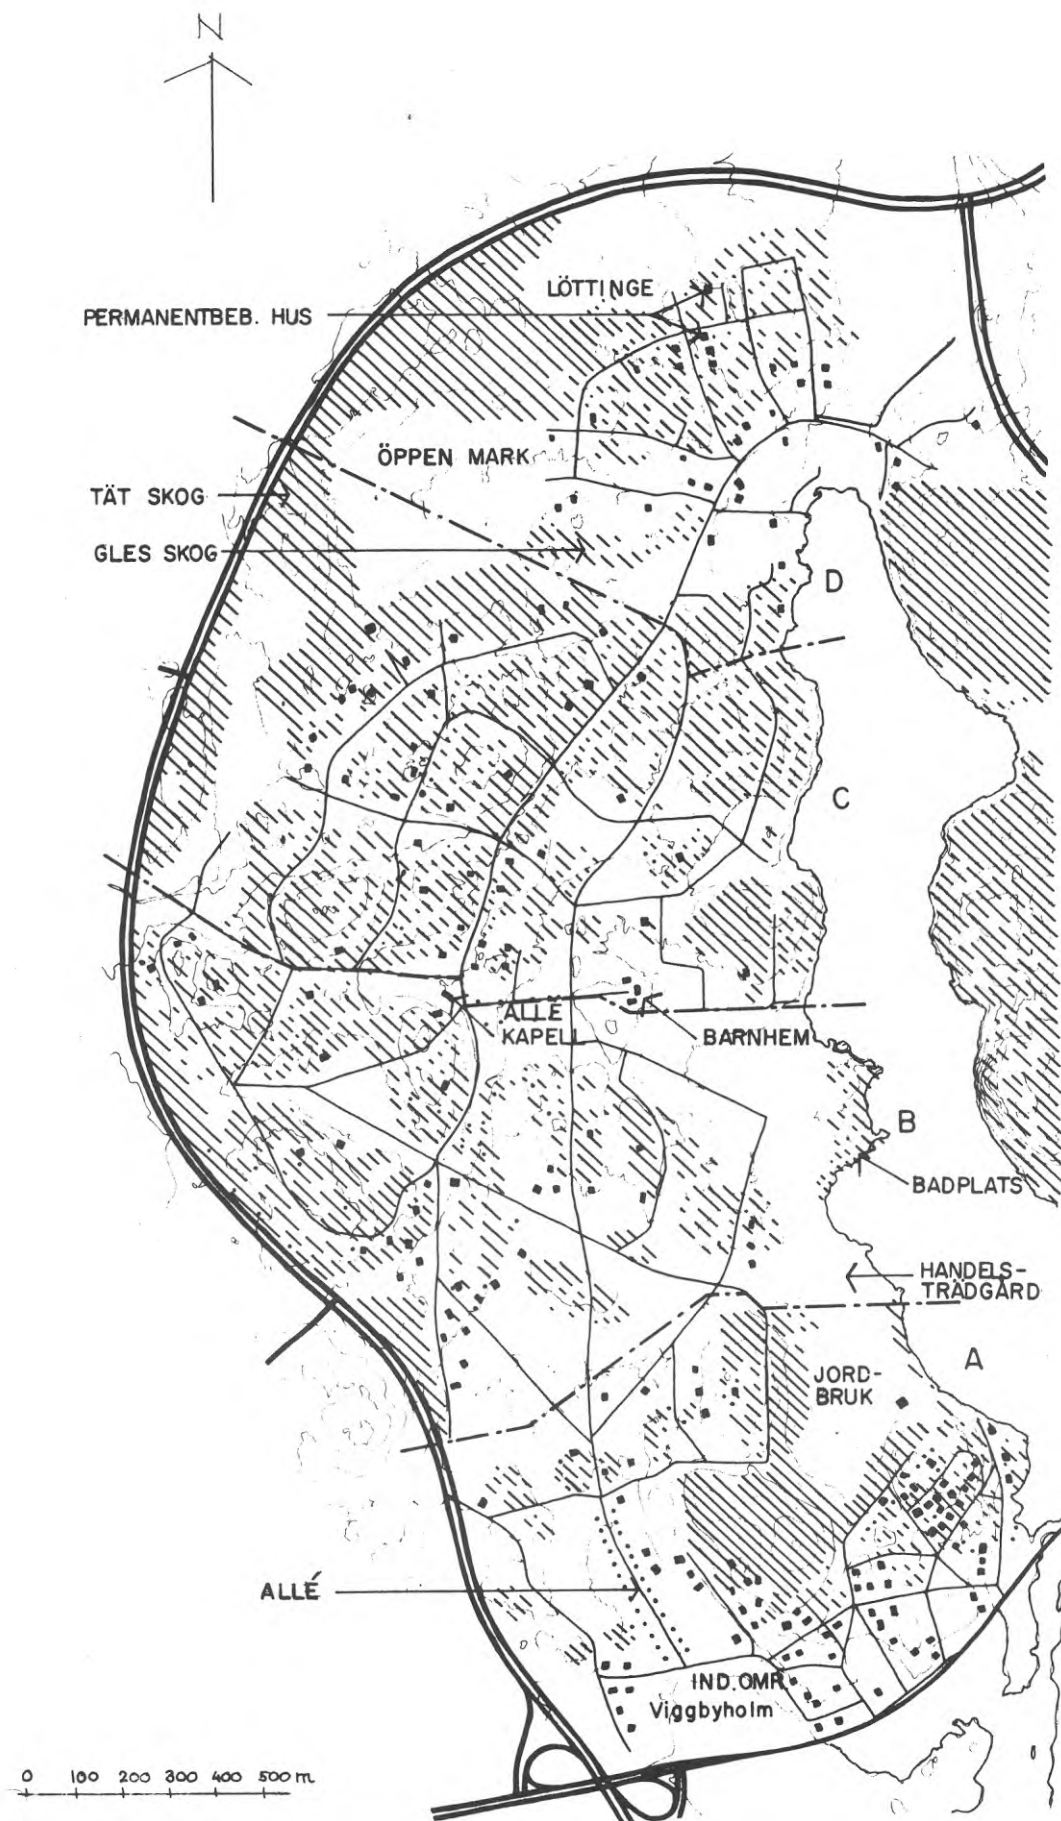 N
LÖTTINGE
PERMANENTBEB. HUS
ÖPPEN MARK
TÄT SKOG
GLES SKOG
D
C
ALLÉ
KAPELL
BARNHEM
B
BADPLATS
HANDELS-
TRÄDGÅRD
A
JORD-
BRUK
ALLÉ
IND. OMR.
Viggbyholm
0 100 200 300 400 500 m